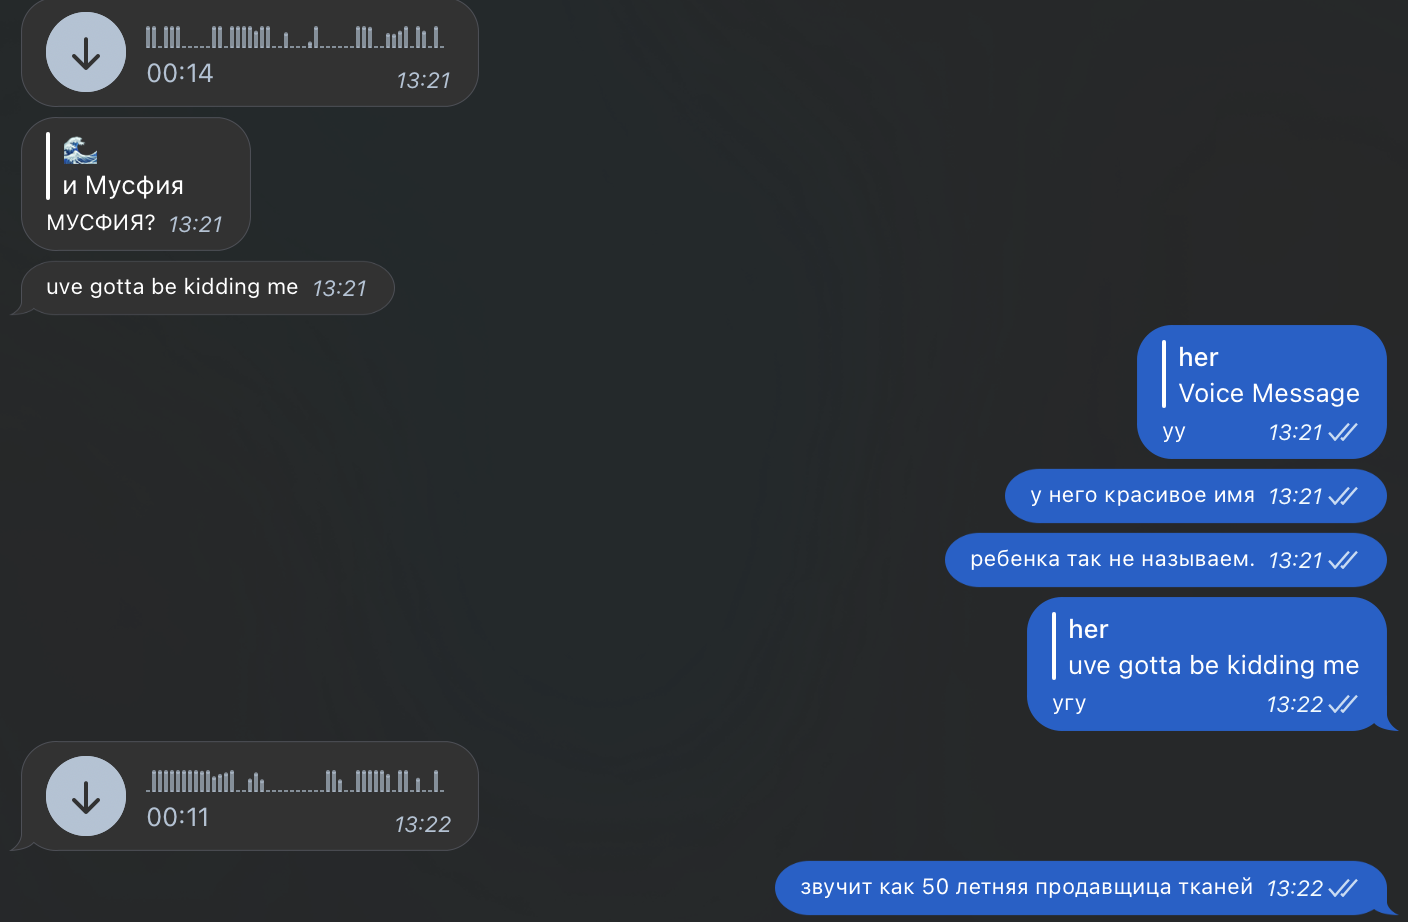 00:14
13:21
🌊
и Мусфия
МУСФИЯ? 13:21
uve gotta be kidding me 13:21
her
Voice Message
уу 13:21
у него красивое имя 13:21
ребенка так не называем. 13:21
her
uve gotta be kidding me
угу 13:22
00:11
13:22
звучит как 50 летняя продавщица тканей 13:22